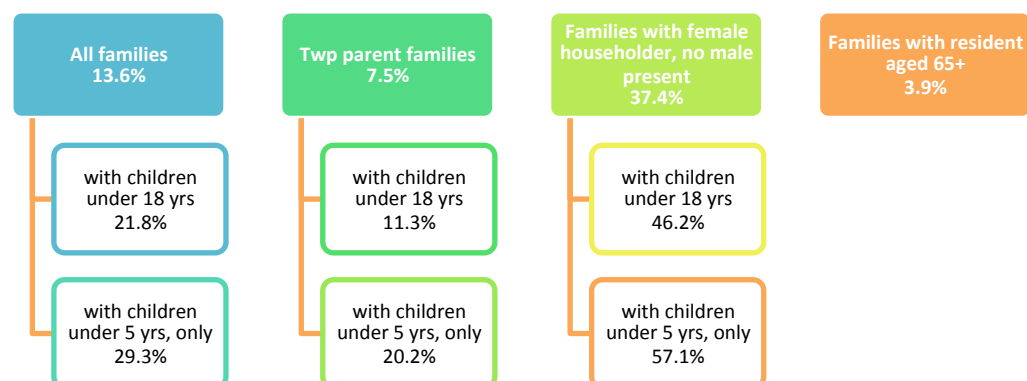 All families
13.6%
with children
under 18 yrs
21.8%
with children
under 5 yrs, only
29.3%
Twp parent families
7.5%
with children
under 18 yrs
11.3%
with children
under 5 yrs, only
20.2%
Families with female
householder, no male
present
37.4%
with children
under 18 yrs
46.2%
with children
under 5 yrs, only
57.1%
Families with resident
aged 65+
3.9%